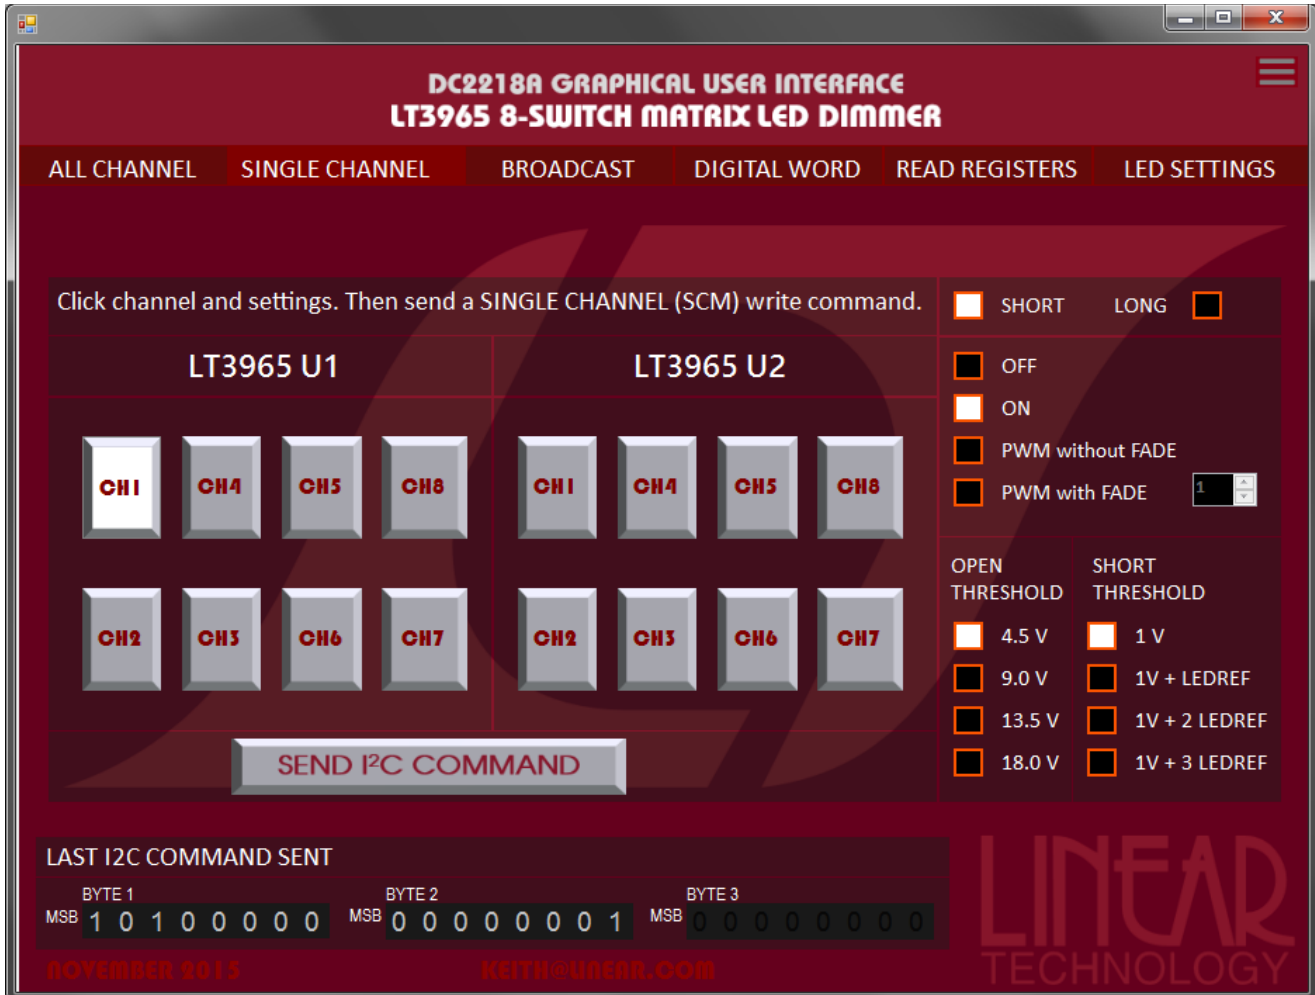 DC2218A GRAPHICAL USER INTERFACE
LT3965 8-SWITCH MATRIX LED DIMMER
ALL CHANNEL SINGLE CHANNEL BROADCAST DIGITAL WORD READ REGISTERS LED SETTINGS
Click channel and settings. Then send a SINGLE CHANNEL (SCM) write command.
SHORT LONG
LT3965 U1 LT3965 U2
OFF
ON
PWM without FADE
PWM with FADE 1
CH1 CH4 CH5 CH8 CH1 CH4 CH5 CH8
CH2 CH3 CH6 CH7 CH2 CH3 CH6 CH7
OPEN THRESHOLD SHORT THRESHOLD
4.5 V 1 V
9.0 V 1V + LEDREF
13.5 V 1V + 2 LEDREF
18.0 V 1V + 3 LEDREF
SEND I²C COMMAND
LAST I2C COMMAND SENT
BYTE 1 BYTE 2 BYTE 3
MSB 1 0 1 0 0 0 0 0 MSB 0 0 0 0 0 0 0 1 MSB 0 0 0 0 0 0 0 0
NOVEMBER 2015 KEITH@LINEAR.COM
LINEAR
TECHNOLOGY